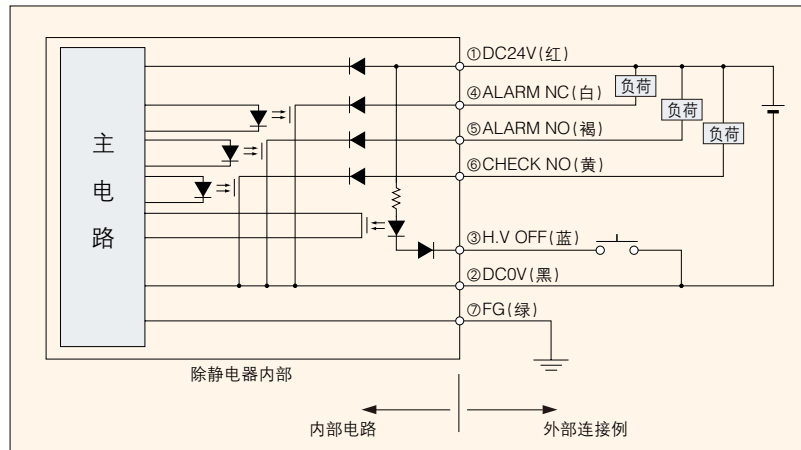 ①DC24V(红)
负荷
④ALARM NC(白)
负荷
⑤ALARM NO(褐)
负荷
⑥CHECK NO(黄)
主电路
③H.V OFF(蓝)
②DC0V(黑)
⑦FG(绿)
除静电器内部
内部电路
外部连接例